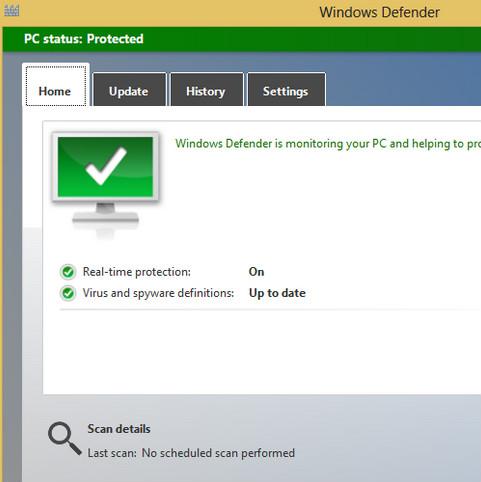 Windows Defender
PC status: Protected
Home Update History Settings
Windows Defender is monitoring your PC and helping to
Real-time protection: On
Virus and spyware definitions: Up to date
Scan details
Last scan: No scheduled scan performed